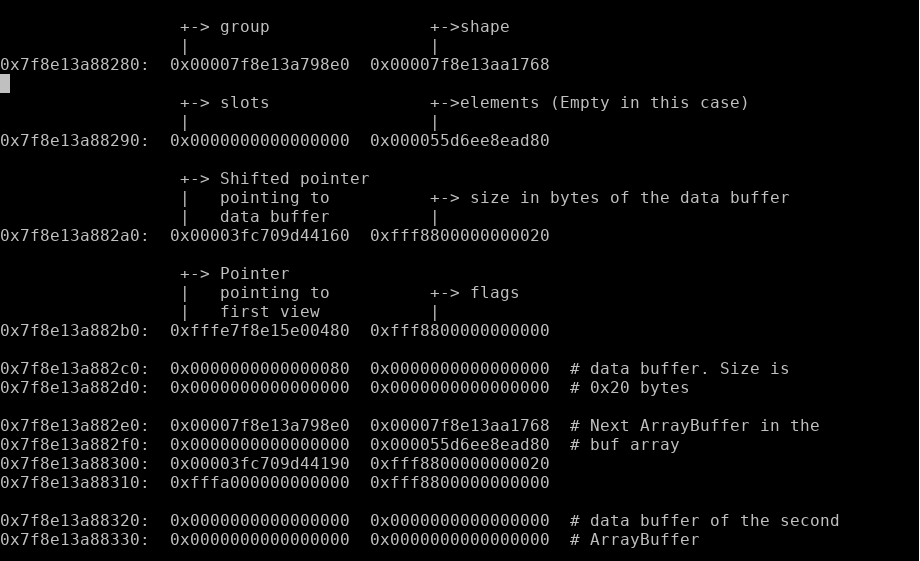 +-> group                +->shape
                  |                        |
0x7f8e13a88280:  0x00007f8e13a798e0  0x00007f8e13aa1768
                  +-> slots                +->elements (Empty in this case)
                  |                        |
0x7f8e13a88290:  0x0000000000000000  0x000055d6ee8ead80
                  +-> Shifted pointer
                  |   pointing to          +-> size in bytes of the data buffer
                  |   data buffer          |
0x7f8e13a882a0:  0x00003fc709d44160  0xfff8800000000020
                  +-> Pointer
                  |   pointing to          +-> flags
                  |   first view           |
0x7f8e13a882b0:  0xfffe7f8e15e00480  0xfff8800000000000
0x7f8e13a882c0:  0x0000000000000080  0x0000000000000000  # data buffer. Size is
0x7f8e13a882d0:  0x0000000000000000  0x0000000000000000  # 0x20 bytes
0x7f8e13a882e0:  0x00007f8e13a798e0  0x00007f8e13aa1768  # Next ArrayBuffer in the
0x7f8e13a882f0:  0x0000000000000000  0x000055d6ee8ead80  # buf array
0x7f8e13a88300:  0x00003fc709d44190  0xfff8800000000020
0x7f8e13a88310:  0xfffa000000000000  0xfff8800000000000
0x7f8e13a88320:  0x0000000000000000  0x0000000000000000  # data buffer of the second
0x7f8e13a88330:  0x0000000000000000  0x0000000000000000  # ArrayBuffer